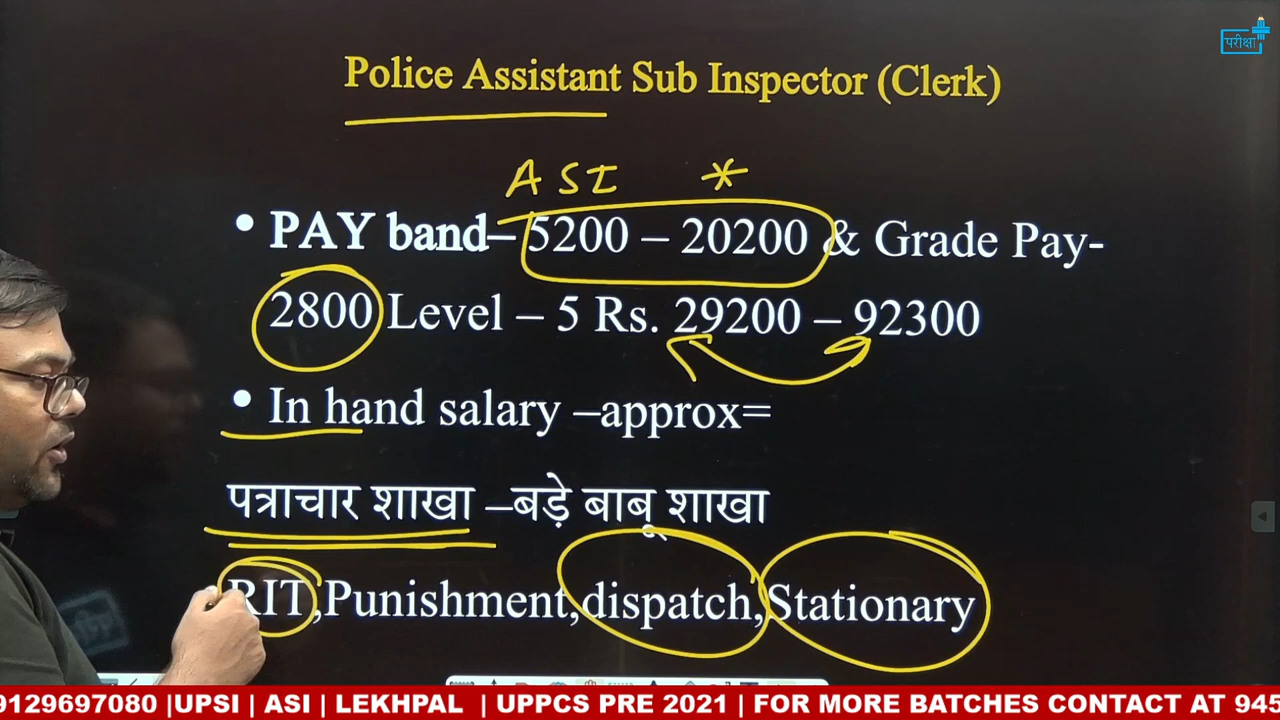 परीक्षा
Police Assistant Sub Inspector (Clerk)
ASI *
• PAY band– 5200 – 20200 & Grade Pay-
2800 Level – 5 Rs. 29200 – 92300
• In hand salary –approx=
पत्राचार शाखा –बड़े बाबू शाखा
RIT,Punishment,dispatch,Stationary
9129697080 |UPSI | ASI | LEKHPAL | UPPCS PRE 2021 | FOR MORE BATCHES CONTACT AT 945